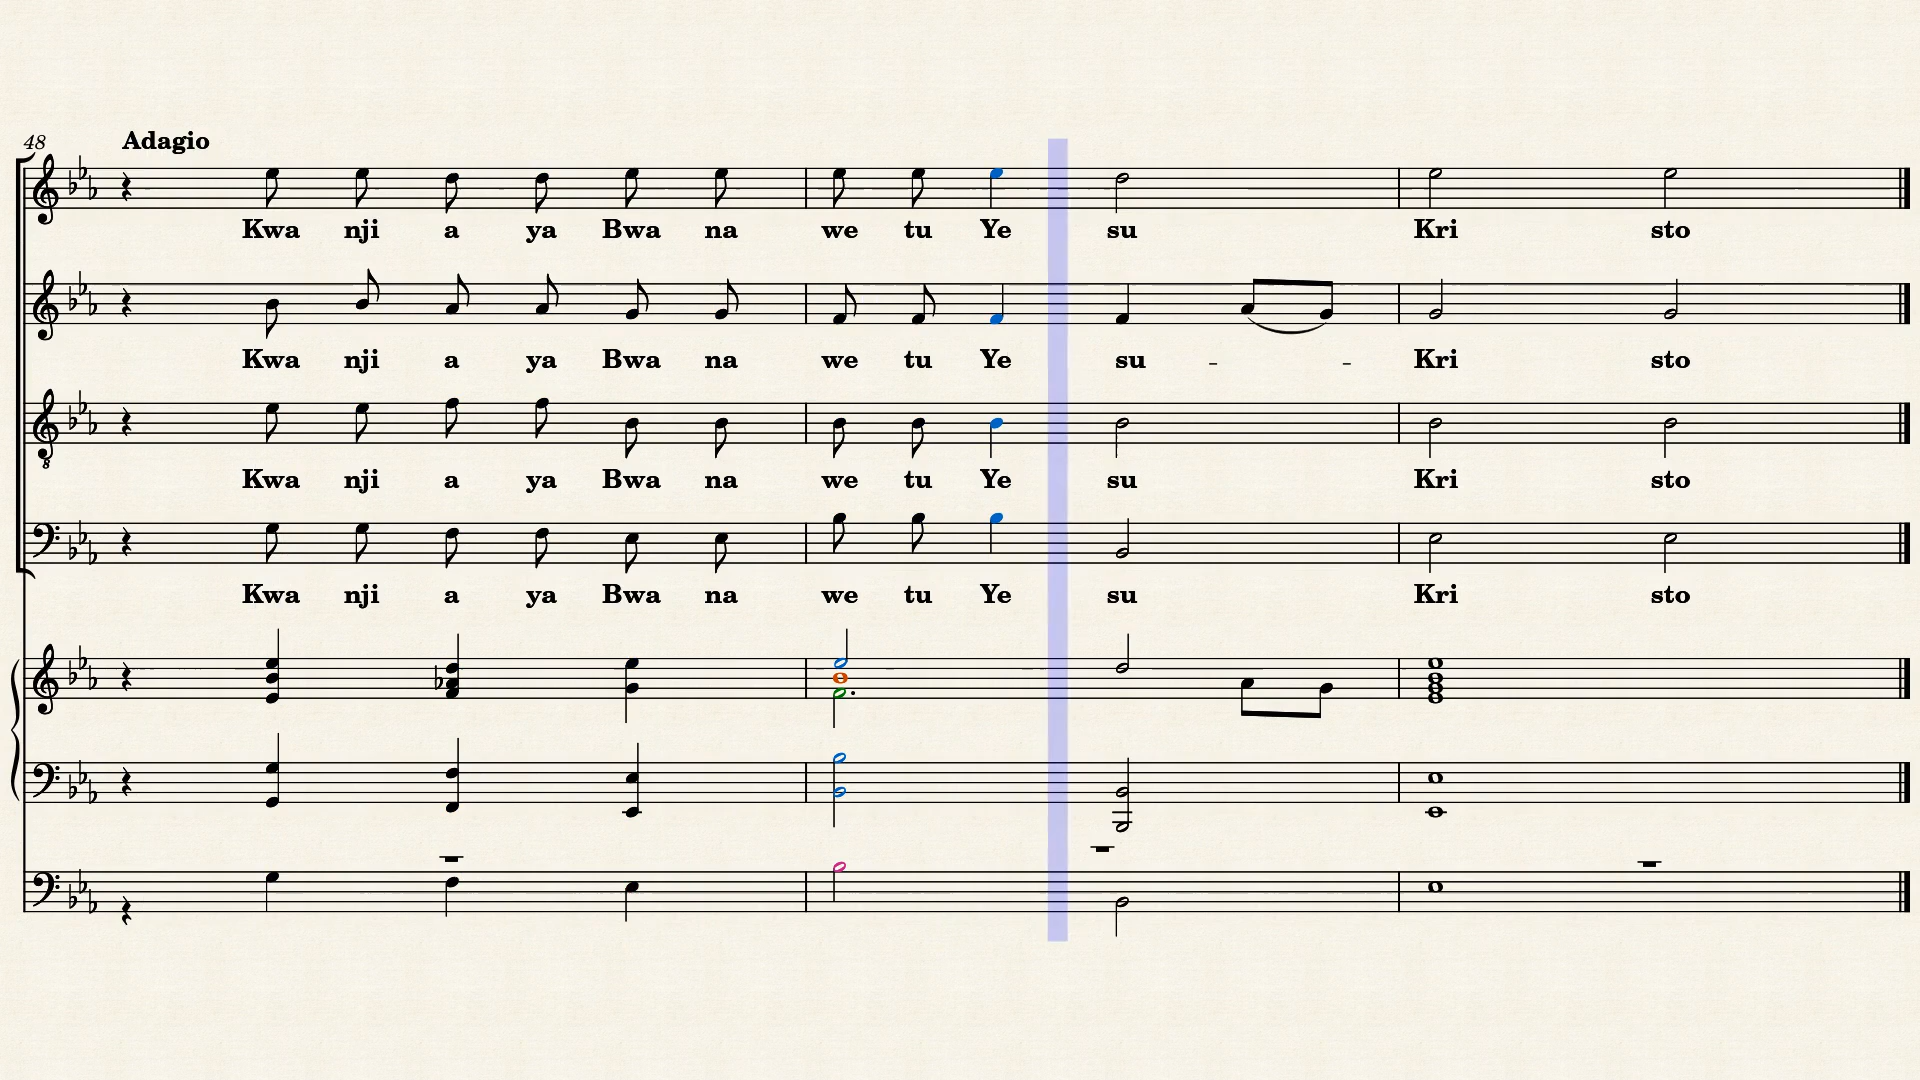 48
Adagio
Kwa nji a ya Bwa na we tu Ye su Kri sto
Kwa nji a ya Bwa na we tu Ye su - - Kri sto
Kwa nji a ya Bwa na we tu Ye su Kri sto
Kwa nji a ya Bwa na we tu Ye su Kri sto